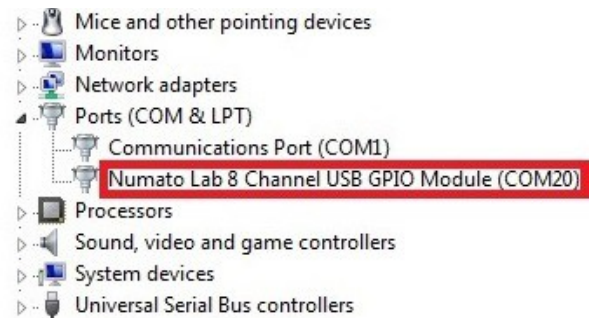 Mice and other pointing devices
Monitors
Network adapters
Ports (COM & LPT)
Communications Port (COM1)
Numato Lab 8 Channel USB GPIO Module (COM20)
Processors
Sound, video and game controllers
System devices
Universal Serial Bus controllers